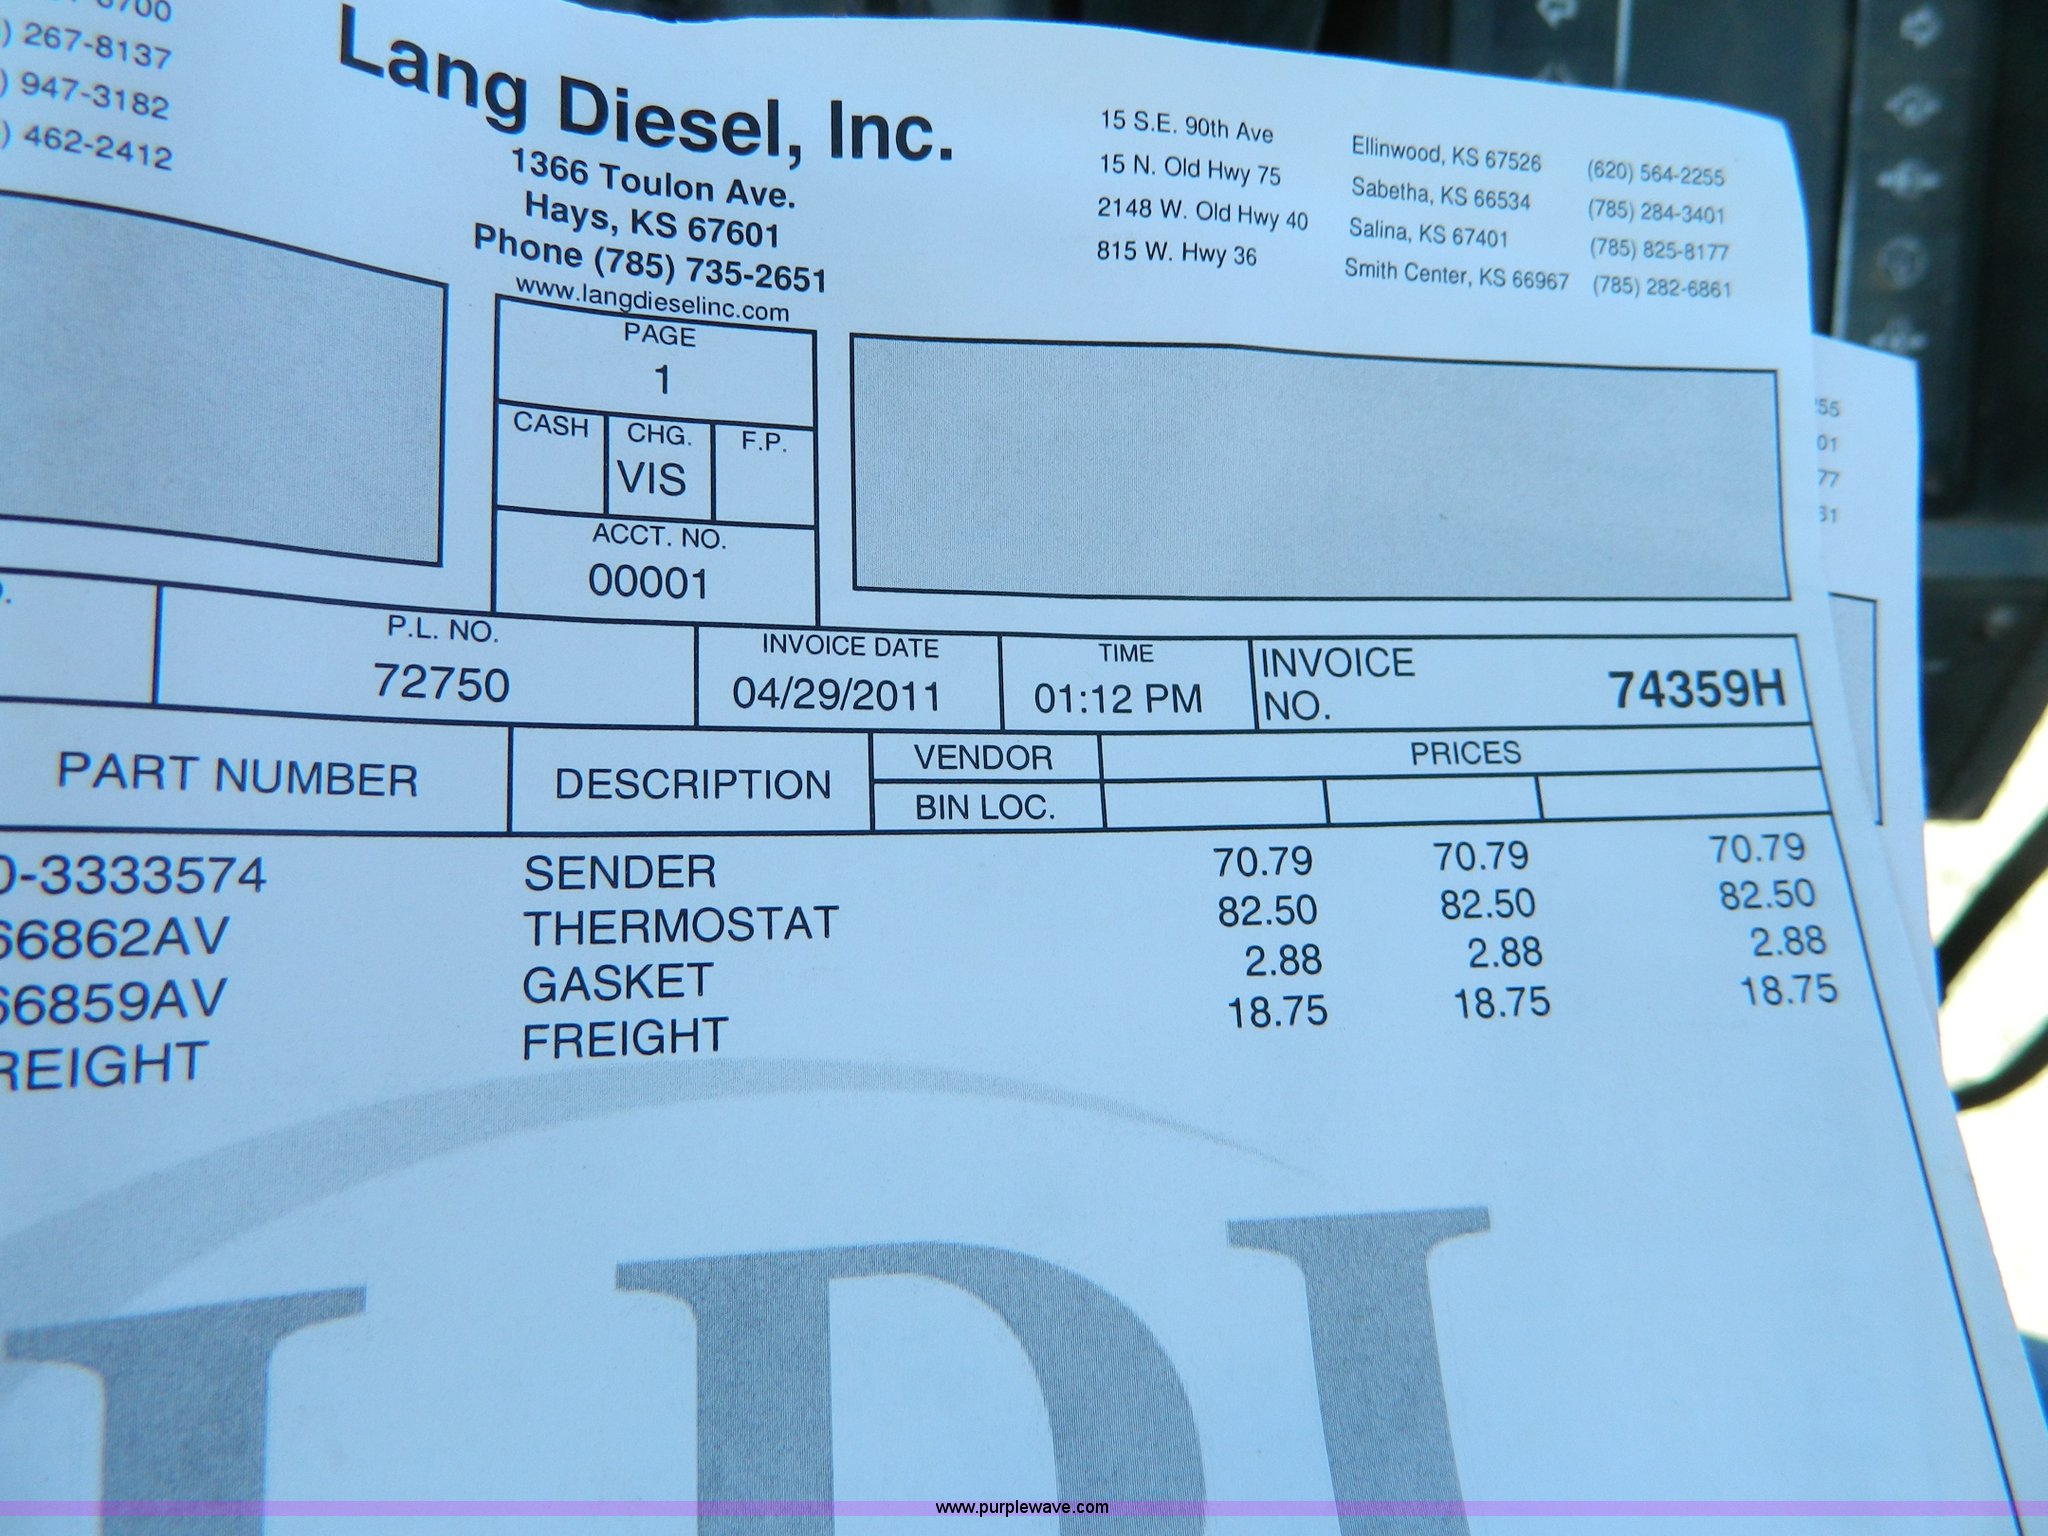 267-8137
947-3182
462-2412
Lang Diesel, Inc.
1366 Toulon Ave.
Hays, KS 67601
Phone (785) 735-2651
www.langdieselinc.com
15 S.E. 90th Ave Ellinwood, KS 67526 (620) 564-2255
15 N. Old Hwy 75 Sabetha, KS 66534 (785) 284-3401
2148 W. Old Hwy 40 Salina, KS 67401 (785) 825-8177
815 W. Hwy 36 Smith Center, KS 66967 (785) 282-6861
PAGE
1
CASH CHG. F.P.
VIS
ACCT. NO.
00001
P.L. NO. INVOICE DATE TIME INVOICE NO.
72750 04/29/2011 01:12 PM 74359H
PART NUMBER DESCRIPTION VENDOR PRICES
BIN LOC.
-3333574 SENDER 70.79 70.79 70.79
66862AV THERMOSTAT 82.50 82.50 82.50
66859AV GASKET 2.88 2.88 2.88
REIGHT FREIGHT 18.75 18.75 18.75
LDI
www.purplewave.com